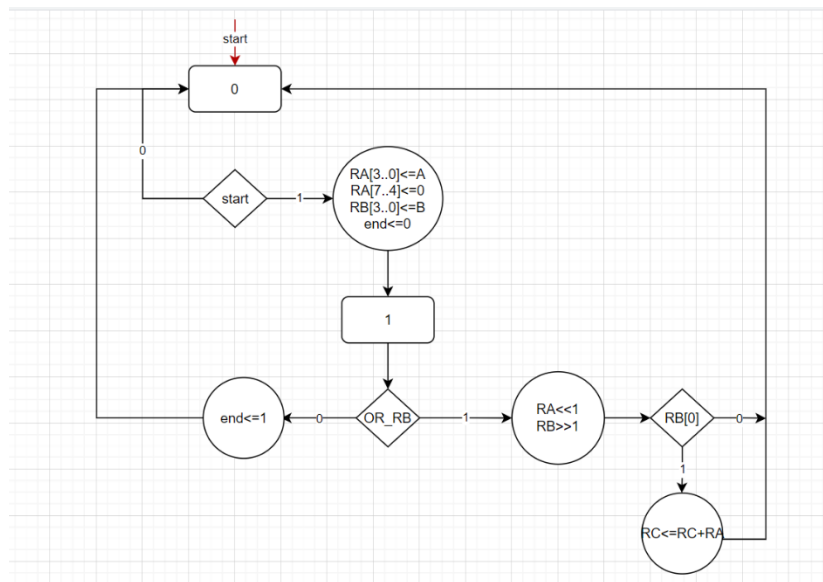 start
0
0
start
1
RA[3..0]<=A
RA[7..4]<=0
RB[3..0]<=B
end<=0
1
end<=1
0
OR_RB
1
RA<<1
RB>>1
RB[0]
0
1
RC<=RC+RA